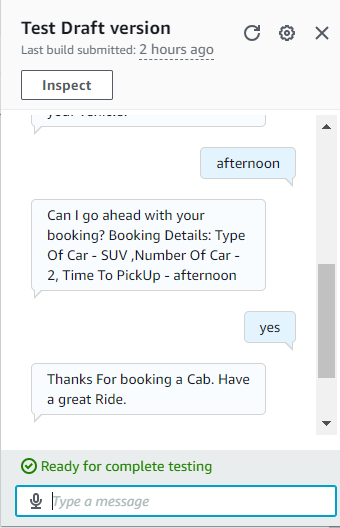 Test Draft version
Last build submitted: 2 hours ago
Inspect
your vehicle.
afternoon
Can I go ahead with your
booking? Booking Details: Type
Of Car - SUV ,Number Of Car -
2, Time To PickUp - afternoon
yes
Thanks For booking a Cab. Have
a great Ride.
Ready for complete testing
Type a message